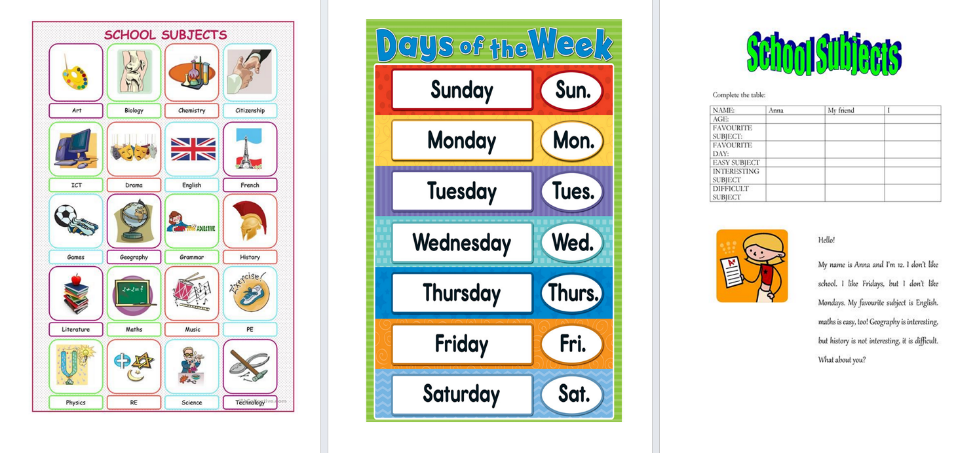 SCHOOL SUBJECTS
Art Biology Chemistry Citizenship
ICT Drama English French
Games Geography Grammar History
Literature Maths Music PE
Exercise!
Physics RE Science Technology
Days of the Week
Sunday Sun.
Monday Mon.
Tuesday Tues.
Wednesday Wed.
Thursday Thurs.
Friday Fri.
Saturday Sat.
School Subjects
Complete the table:
NAME: Anna My friend I
AGE:
FAVOURITE
SUBJECT:
FAVOURITE
DAY:
EASY SUBJECT
INTERESTING
SUBJECT
DIFFICULT
SUBJECT
Hello!
My name is Anna and I'm 12. I don't like
school. I like Fridays, but I don't like
Mondays. My favourite subject is English,
maths is easy, too! Geography is interesting,
but history is not interesting, it is difficult.
What about you?